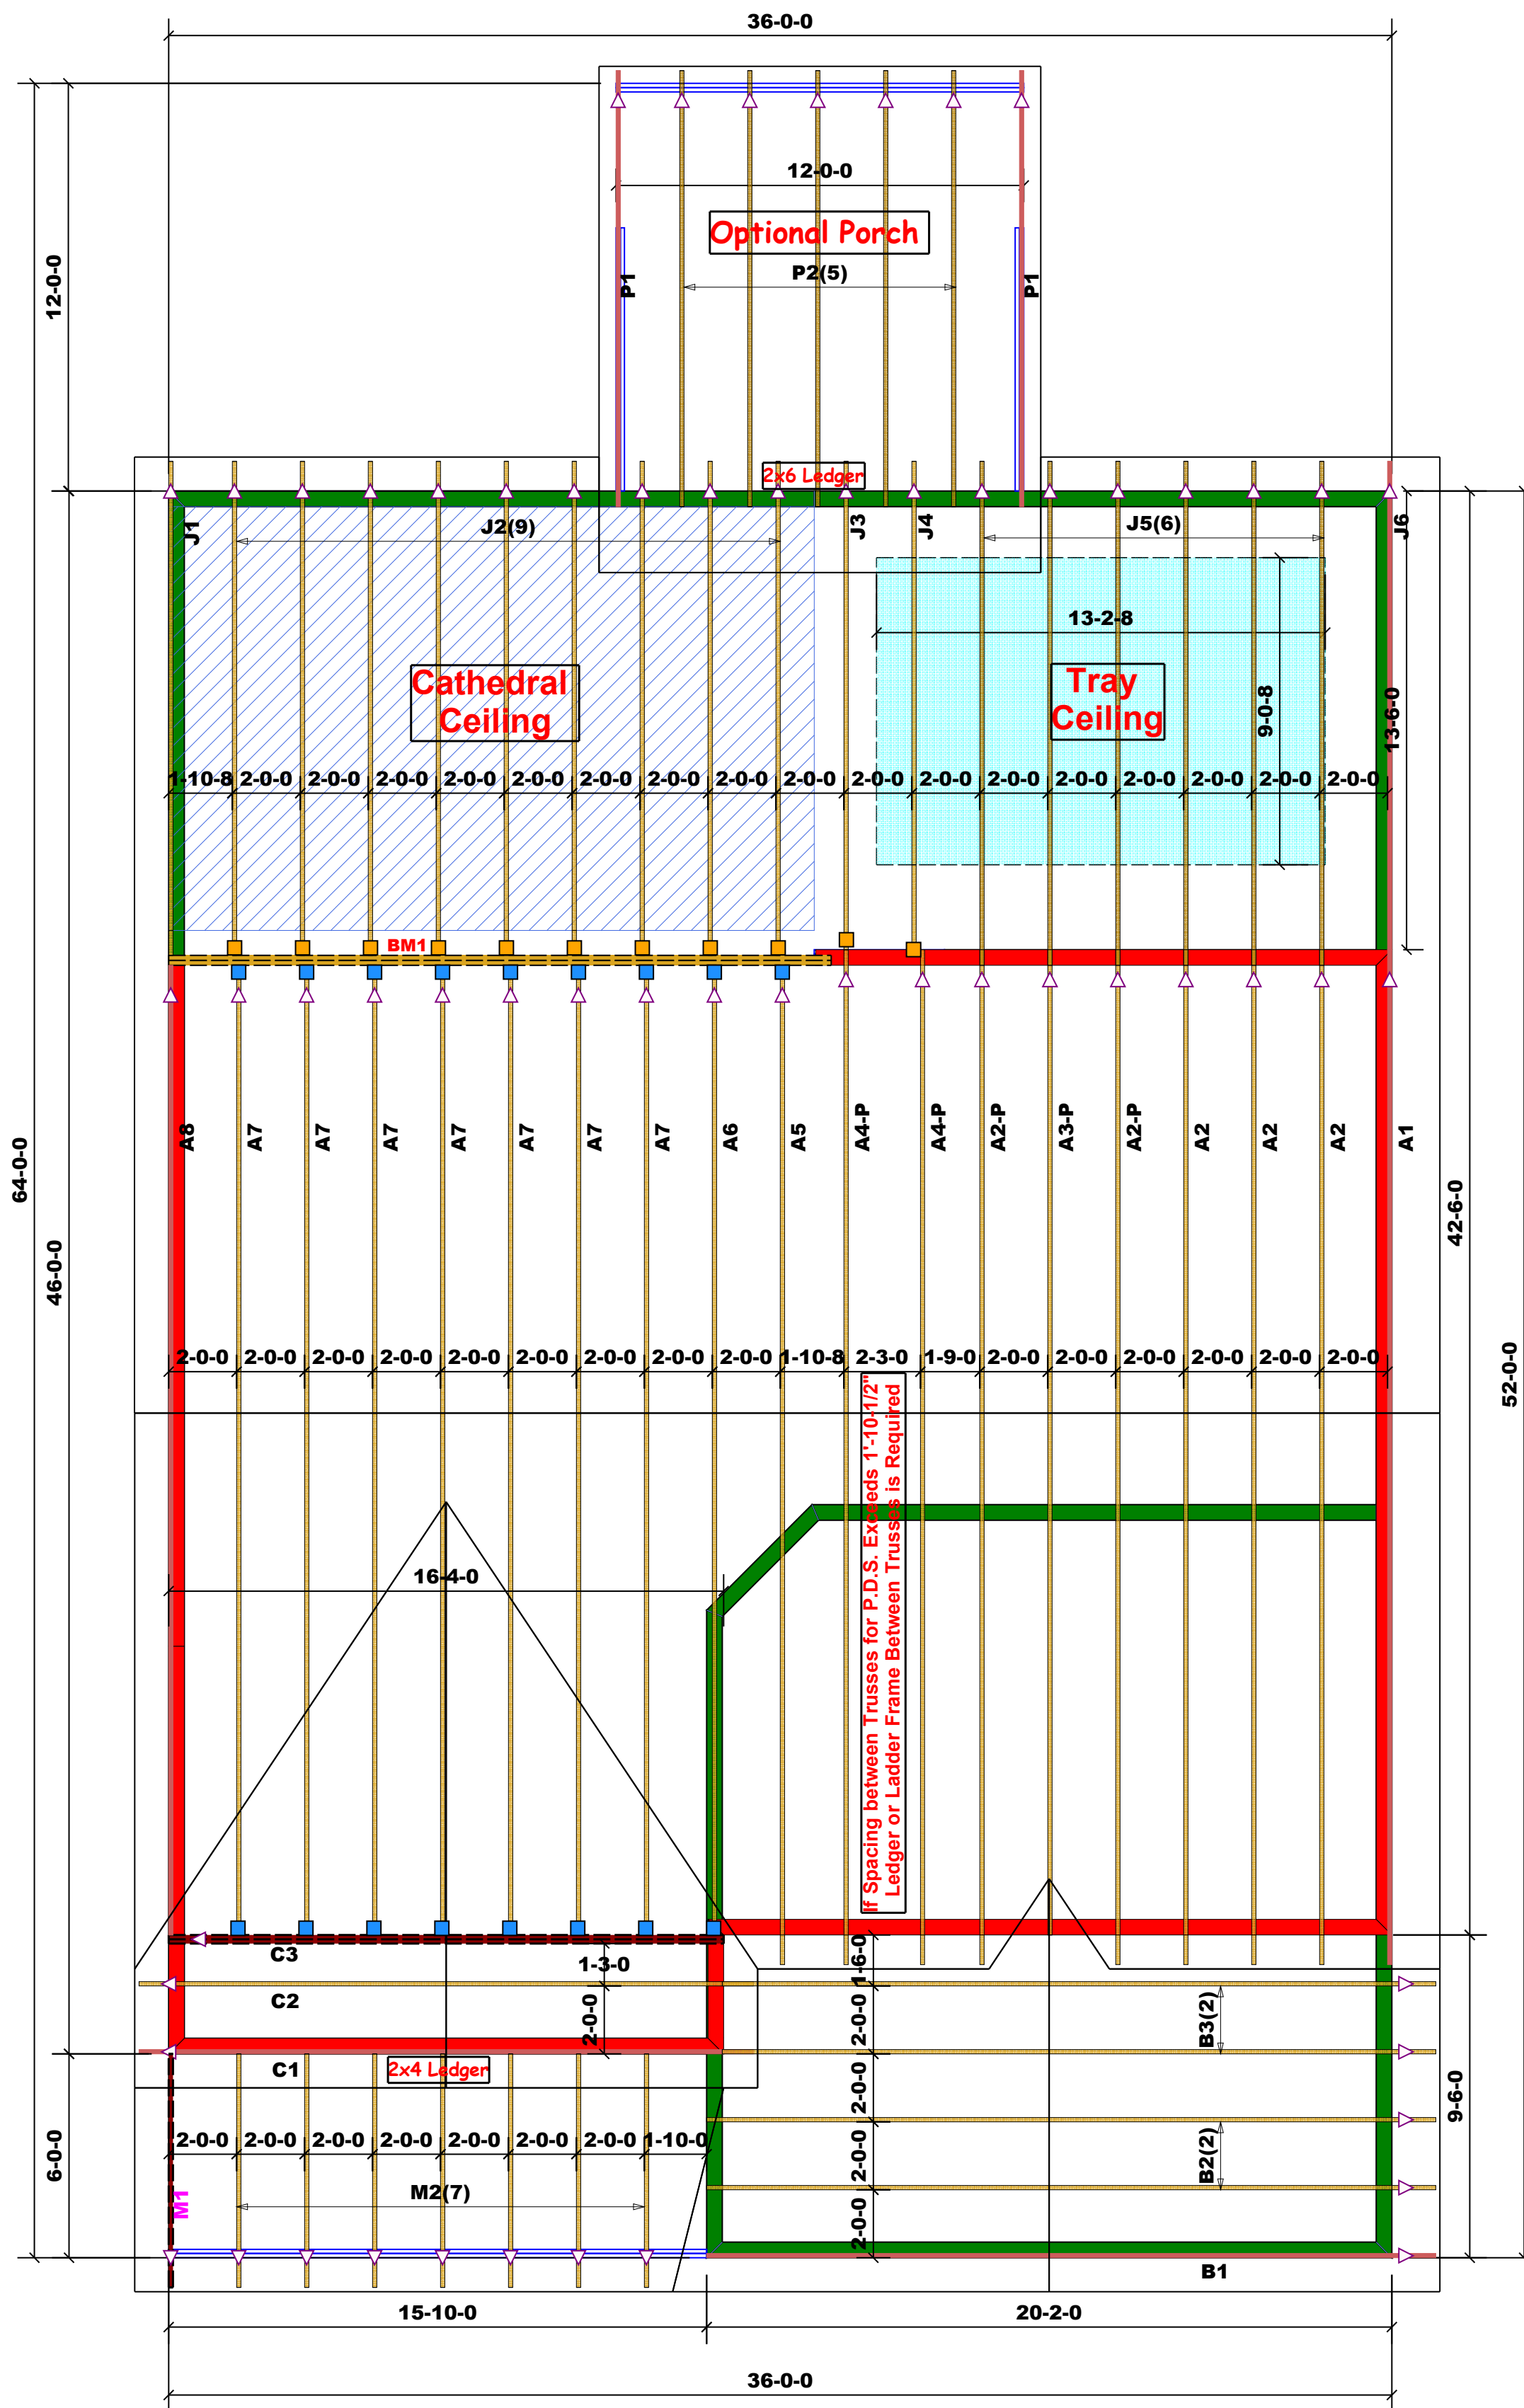 36-0-0
12-0-0
Optional Porch
P2(5)
P1
P1
12-0-0
2x6 Ledger
J1
J2(9)
J3
J4
J5(6)
J6
13-2-8
Cathedral
Ceiling
Tray
Ceiling
9-0-8
13-6-0
1-10-8 2-0-0 2-0-0 2-0-0 2-0-0 2-0-0 2-0-0 2-0-0 2-0-0 2-0-0 2-0-0 2-0-0 2-0-0 2-0-0 2-0-0 2-0-0 2-0-0 2-0-0
BM1
A8
A7
A7
A7
A7
A7
A7
A7
A6
A5
A4-P
A4-P
A2-P
A3-P
A2-P
A2
A2
A2
A1
64-0-0
46-0-0
42-6-0
52-0-0
2-0-0 2-0-0 2-0-0 2-0-0 2-0-0 2-0-0 2-0-0 2-0-0 2-0-0 1-10-8 2-3-0 1-9-0 2-0-0 2-0-0 2-0-0 2-0-0 2-0-0 2-0-0
If Spacing between Trusses for P.D.S. Exceeds 1'-10-1/2"
Ledger or Ladder Frame Between Trusses is Required
16-4-0
C3
1-3-0
1-6-0
C2
2-0-0
2-0-0
B3(2)
C1
2x4 Ledger
2-0-0
9-6-0
6-0-0
2-0-0 2-0-0 2-0-0 2-0-0 2-0-0 2-0-0 2-0-0 1-10-0
2-0-0
B2(2)
M1
M2(7)
2-0-0
B1
15-10-0
20-2-0
36-0-0